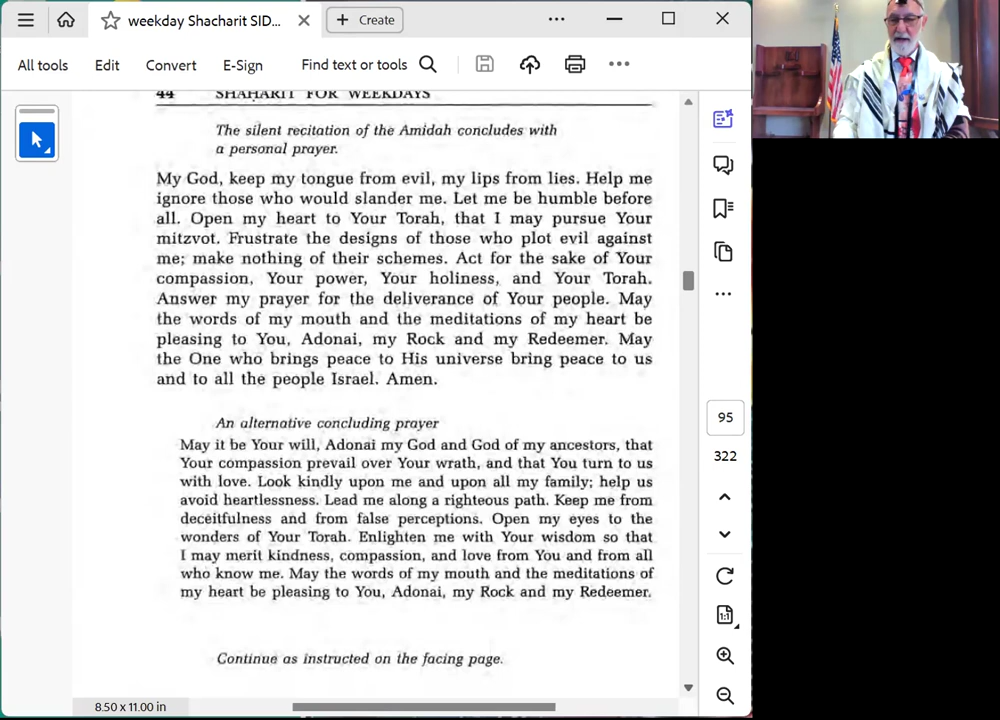 weekday Shacharit SID...
Create
All tools
Edit
Convert
E-Sign
Find text or tools
44 SHAḤARIT FOR WEEKDAYS
The silent recitation of the Amidah concludes with
a personal prayer.
My God, keep my tongue from evil, my lips from lies. Help me
ignore those who would slander me. Let me be humble before
all. Open my heart to Your Torah, that I may pursue Your
mitzvot. Frustrate the designs of those who plot evil against
me; make nothing of their schemes. Act for the sake of Your
compassion, Your power, Your holiness, and Your Torah.
Answer my prayer for the deliverance of Your people. May
the words of my mouth and the meditations of my heart be
pleasing to You, Adonai, my Rock and my Redeemer. May
the One who brings peace to His universe bring peace to us
and to all the people Israel. Amen.
An alternative concluding prayer
May it be Your will, Adonai my God and God of my ancestors, that
Your compassion prevail over Your wrath, and that You turn to us
with love. Look kindly upon me and upon all my family; help us
avoid heartlessness. Lead me along a righteous path. Keep me from
deceitfulness and from false perceptions. Open my eyes to the
wonders of Your Torah. Enlighten me with Your wisdom so that
I may merit kindness, compassion, and love from You and from all
who know me. May the words of my mouth and the meditations of
my heart be pleasing to You, Adonai, my Rock and my Redeemer.
Continue as instructed on the facing page.
95
322
1:1
8.50 x 11.00 in